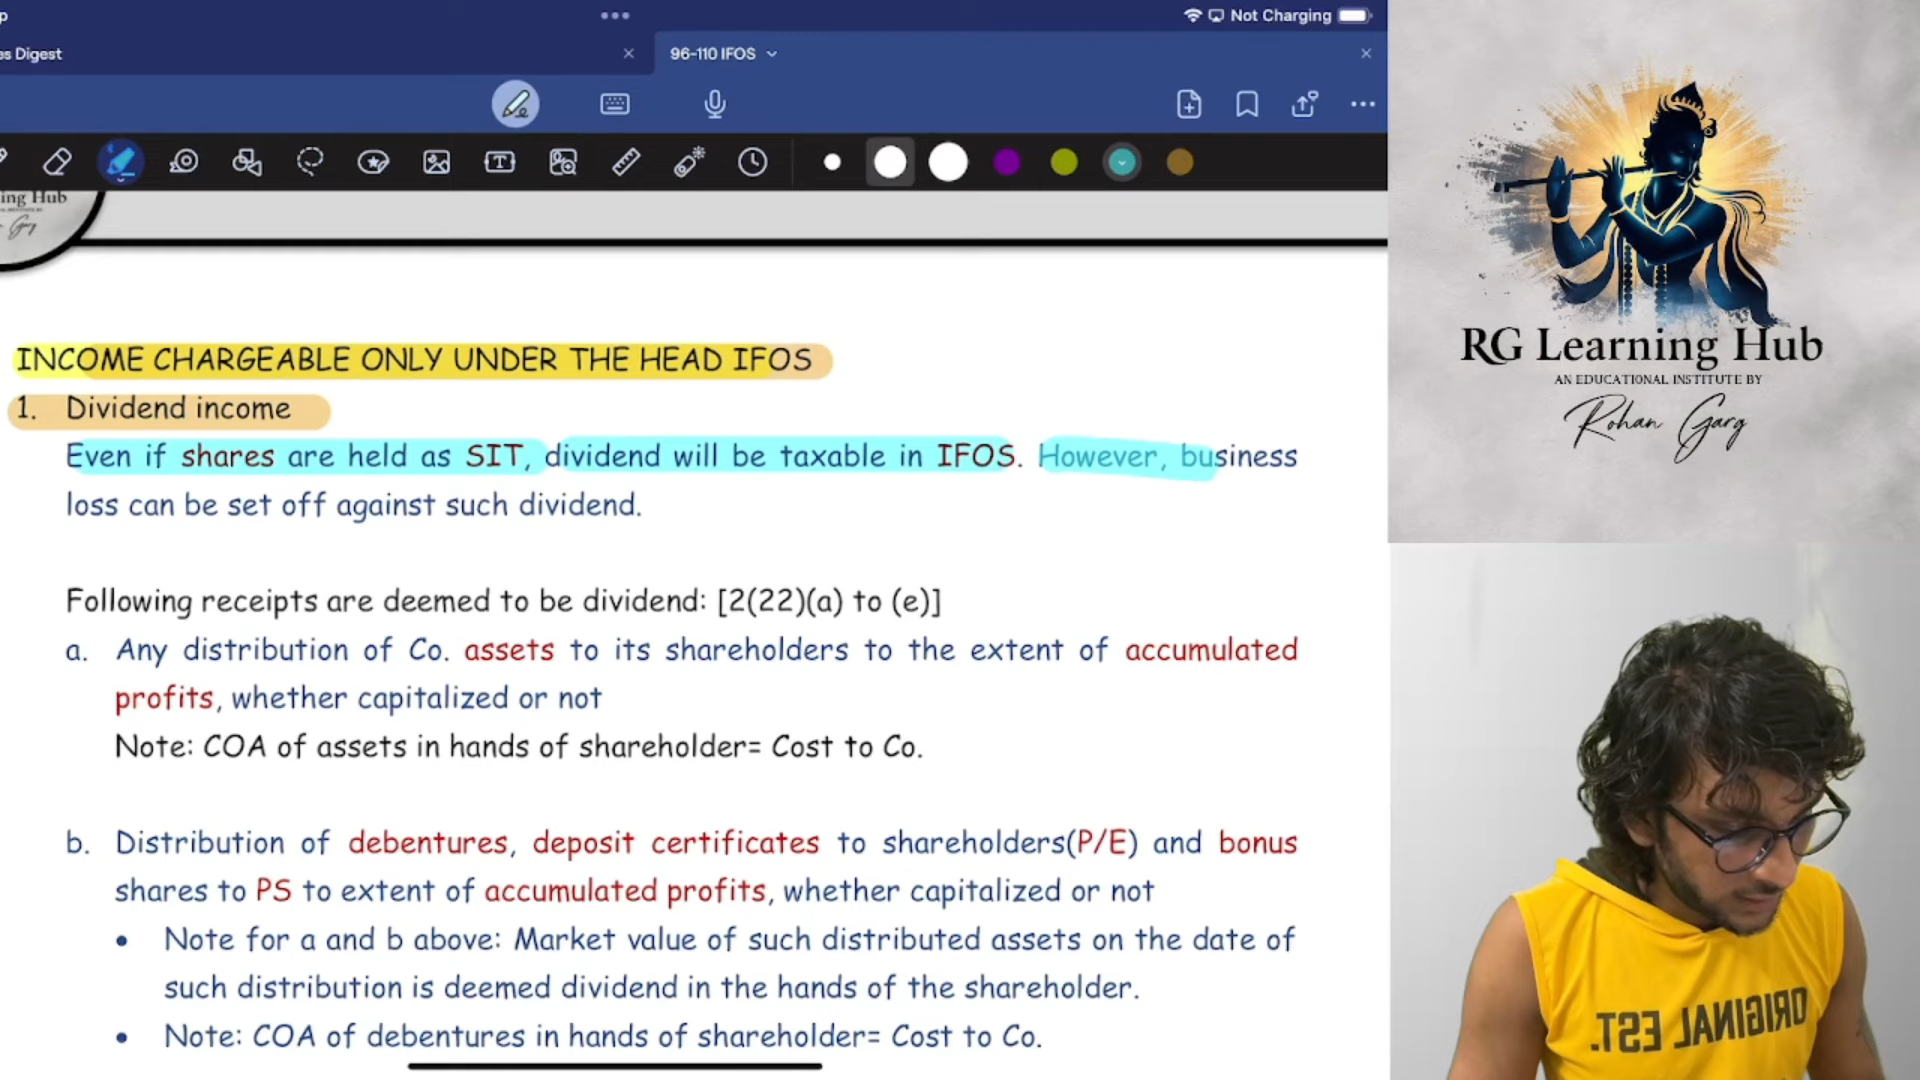 Not Charging
es Digest
96-110 IFOS
ing Hub
INCOME CHARGEABLE ONLY UNDER THE HEAD IFOS
1. Dividend income
Even if shares are held as SIT, dividend will be taxable in IFOS. However, business
loss can be set off against such dividend.
Following receipts are deemed to be dividend: [2(22)(a) to (e)]
a. Any distribution of Co. assets to its shareholders to the extent of accumulated
profits, whether capitalized or not
Note: COA of assets in hands of shareholder= Cost to Co.
b. Distribution of debentures, deposit certificates to shareholders(P/E) and bonus
shares to PS to extent of accumulated profits, whether capitalized or not
• Note for a and b above: Market value of such distributed assets on the date of
such distribution is deemed dividend in the hands of the shareholder.
• Note: COA of debentures in hands of shareholder= Cost to Co.
RG Learning Hub
AN EDUCATIONAL INSTITUTE BY
Rohan Garg
ORIGINAL
EST.